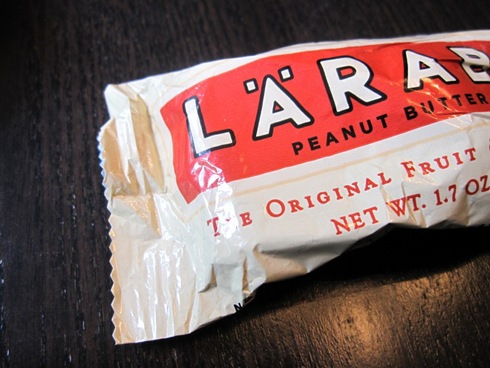 LÄRAB
PEANUT BUTTER
THE ORIGINAL FRUIT
NET WT. 1.7 OZ